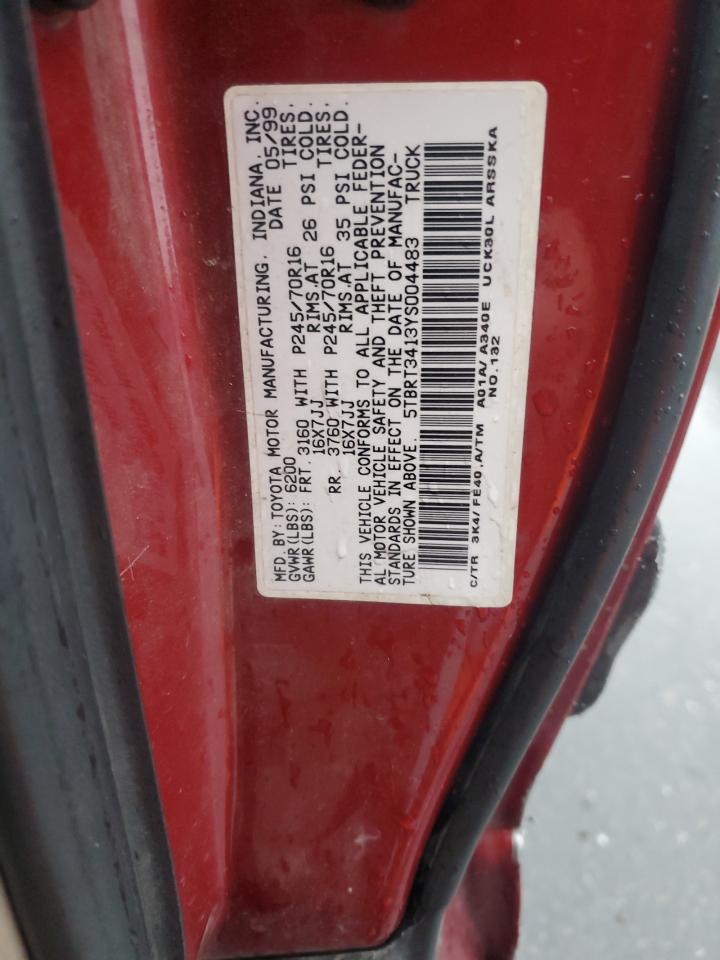 MFD. BY: TOYOTA MOTOR MANUFACTURING, INDIANA, INC.
GVWR(LBS): 6200 DATE 05/99
GAWR(LBS): FRT. 3160 WITH P245/70R16 TIRES,
16X7JJ RIMS.AT 26 PSI COLD.
RR. 3760 WITH P245/70R16 TIRES,
16X7JJ RIMS.AT 35 PSI COLD.
THIS VEHICLE CONFORMS TO ALL APPLICABLE FEDER-
AL MOTOR VEHICLE SAFETY AND THEFT PREVENTION
STANDARDS IN EFFECT ON THE DATE OF MANUFAC-
TURE SHOWN ABOVE. 5TBRT3413YS004483 TRUCK
C/TR 3K4/ FE40,A/TM A01A/ A340E UCK30L ARSSKA
NO.132